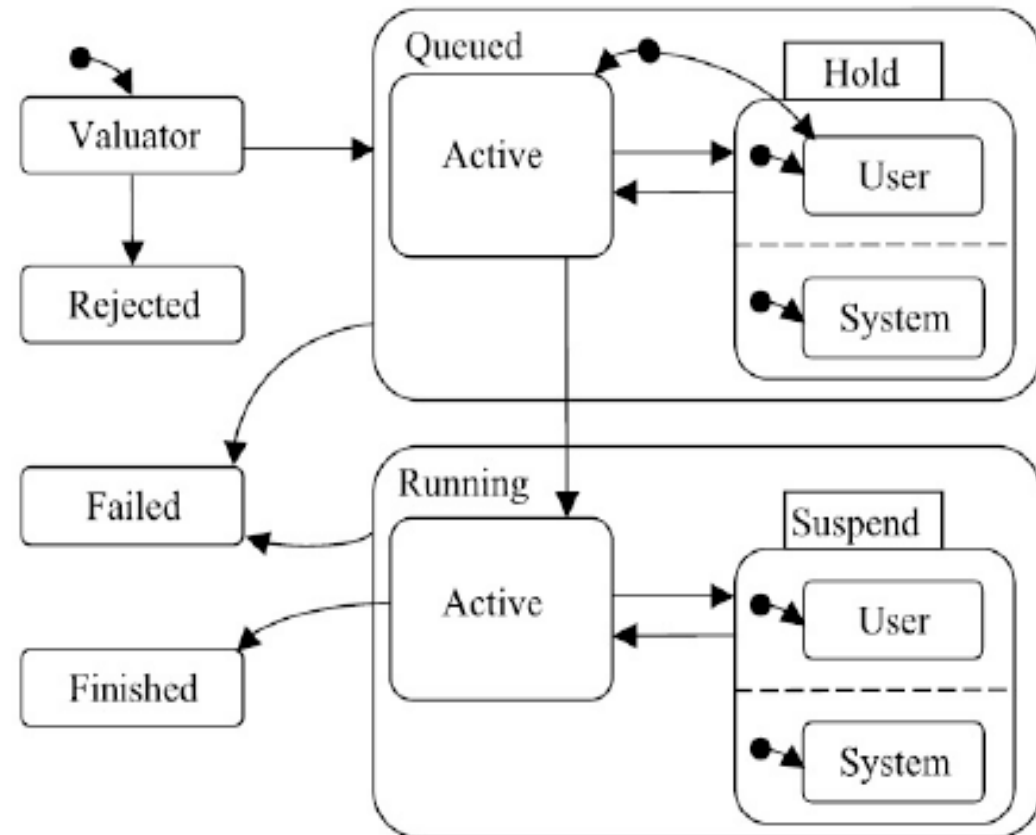 Queued
Hold
Valuator
Active
User
Rejected
System
Failed
Running
Suspend
Active
User
Finished
System